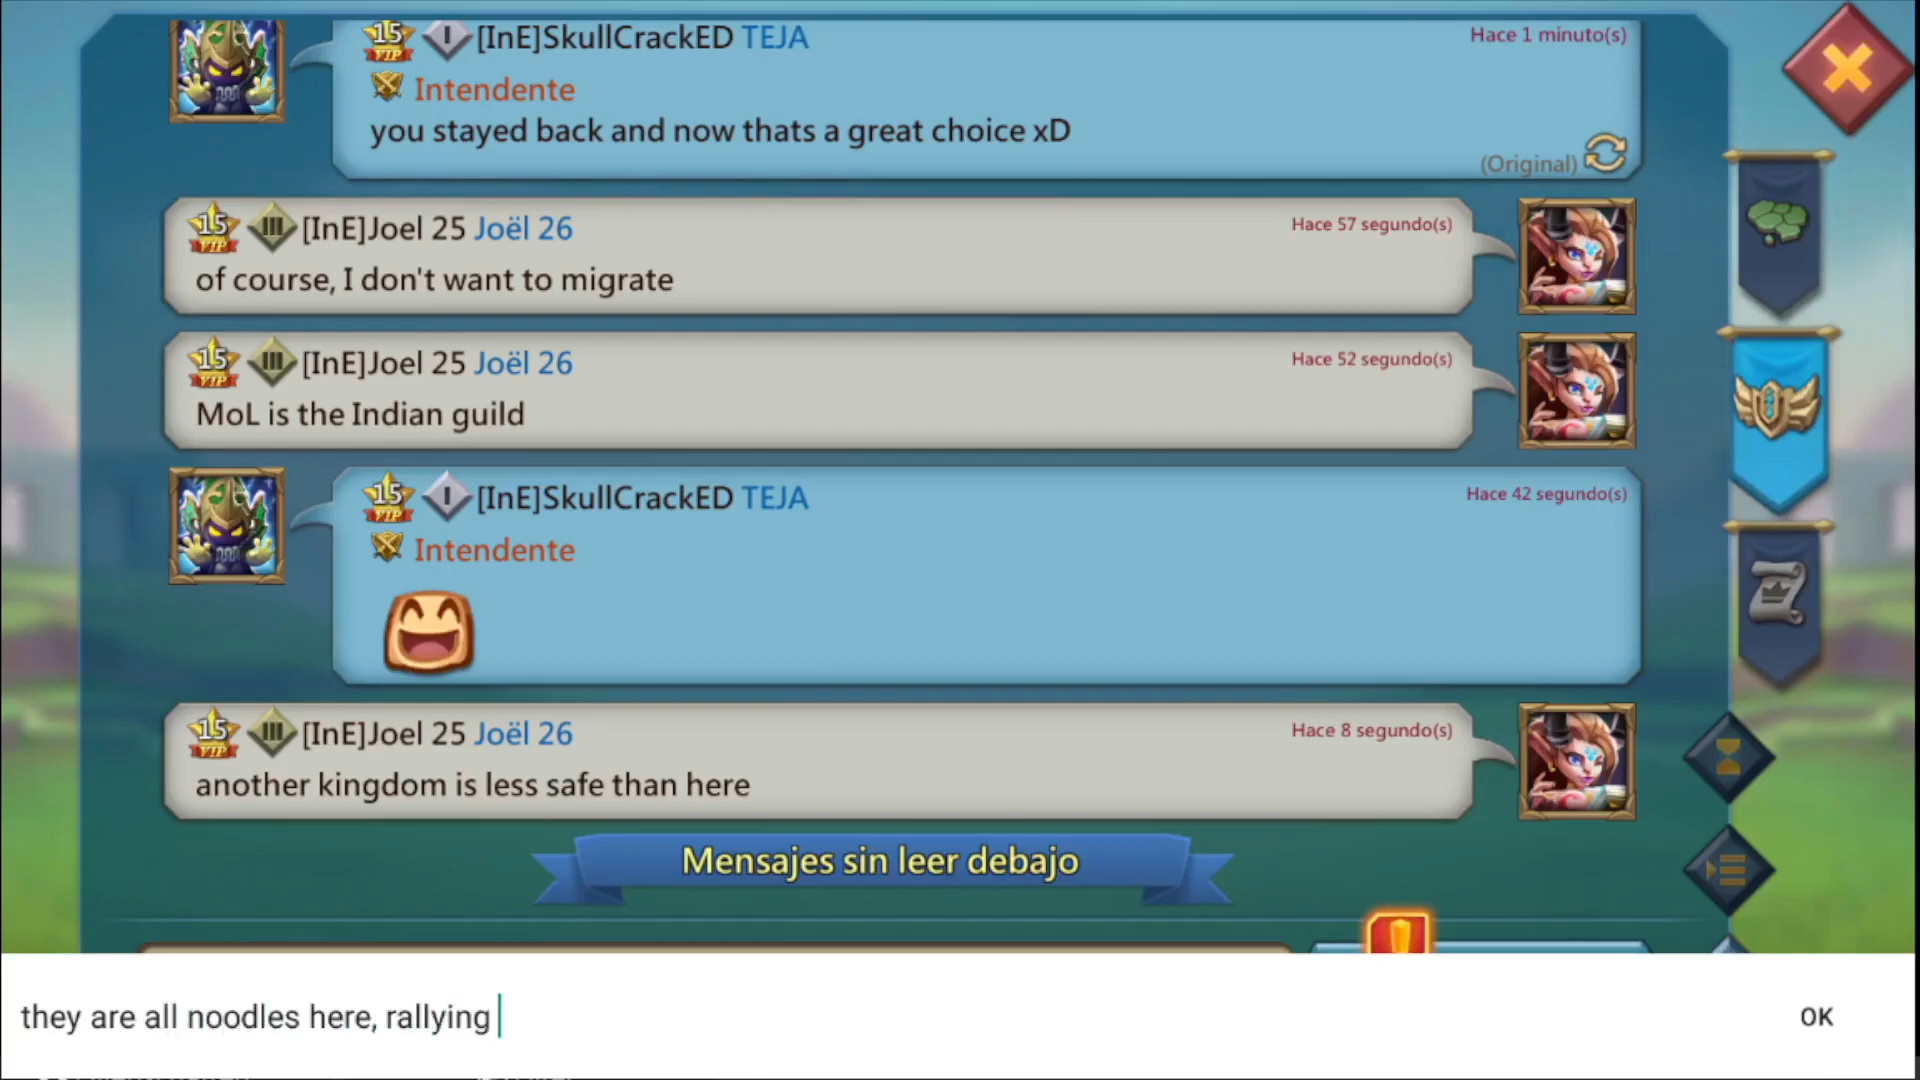 15 VIP I [InE]SkullCrackED TEJA Hace 1 minuto(s)
Intendente
you stayed back and now thats a great choice xD
(Original)
15 VIP III [InE]Joel 25 Joël 26 Hace 57 segundo(s)
of course, I don't want to migrate
15 VIP III [InE]Joel 25 Joël 26 Hace 52 segundo(s)
MoL is the Indian guild
15 VIP I [InE]SkullCrackED TEJA Hace 42 segundo(s)
Intendente
15 VIP III [InE]Joel 25 Joël 26 Hace 8 segundo(s)
another kingdom is less safe than here
Mensajes sin leer debajo
they are all noodles here, rallying OK